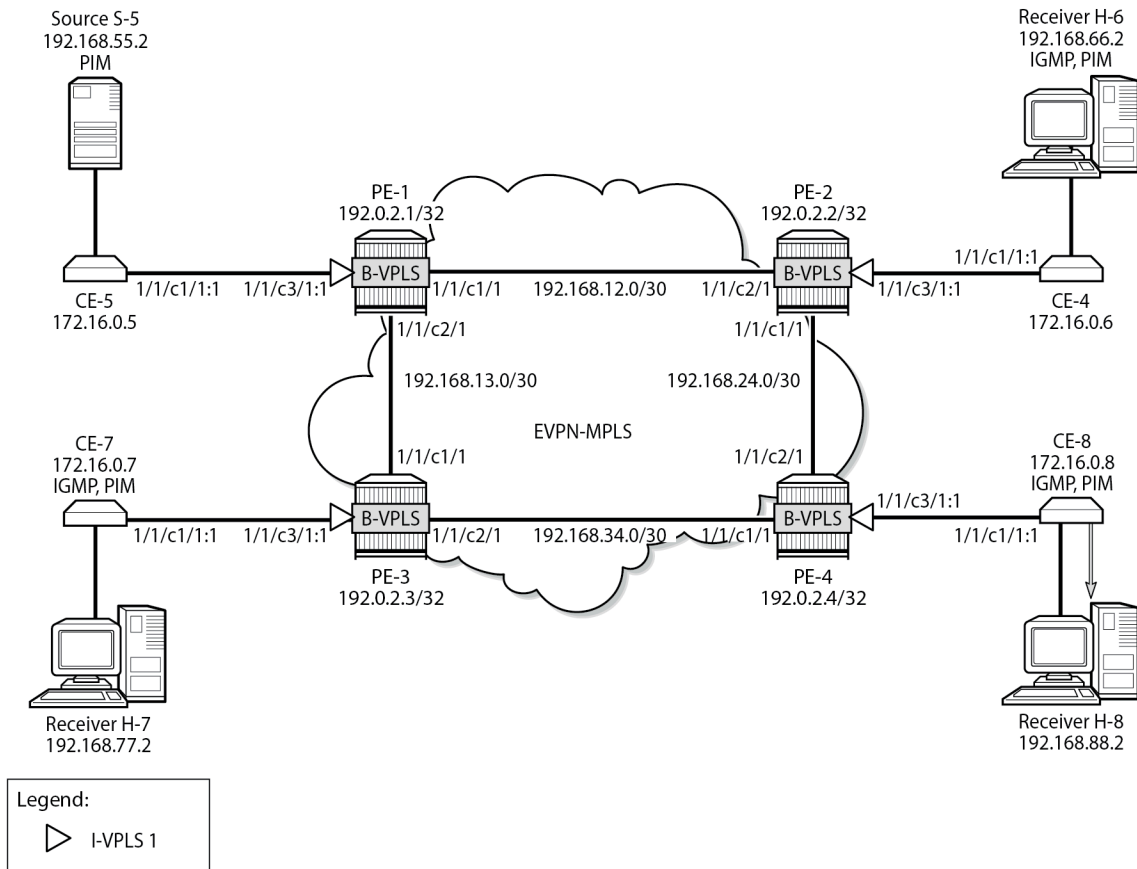 Source S-5
192.168.55.2
PIM
Receiver H-6
192.168.66.2
IGMP, PIM
PE-1
192.0.2.1/32
PE-2
192.0.2.2/32
B-VPLS
B-VPLS
CE-5
172.16.0.5
1/1/c1/1:1
1/1/c3/1:1
1/1/c1/1
192.168.12.0/30
1/1/c2/1
1/1/c3/1:1
1/1/c1/1:1
CE-4
172.16.0.6
1/1/c2/1
1/1/c1/1
192.168.13.0/30
192.168.24.0/30
EVPN-MPLS
CE-7
172.16.0.7
IGMP, PIM
1/1/c1/1
1/1/c2/1
CE-8
172.16.0.8
IGMP, PIM
1/1/c3/1:1
B-VPLS
B-VPLS
1/1/c1/1:1
1/1/c3/1:1
1/1/c2/1
192.168.34.0/30
1/1/c1/1
1/1/c1/1:1
PE-3
192.0.2.3/32
PE-4
192.0.2.4/32
Receiver H-7
192.168.77.2
Receiver H-8
192.168.88.2
Legend:
I-VPLS 1